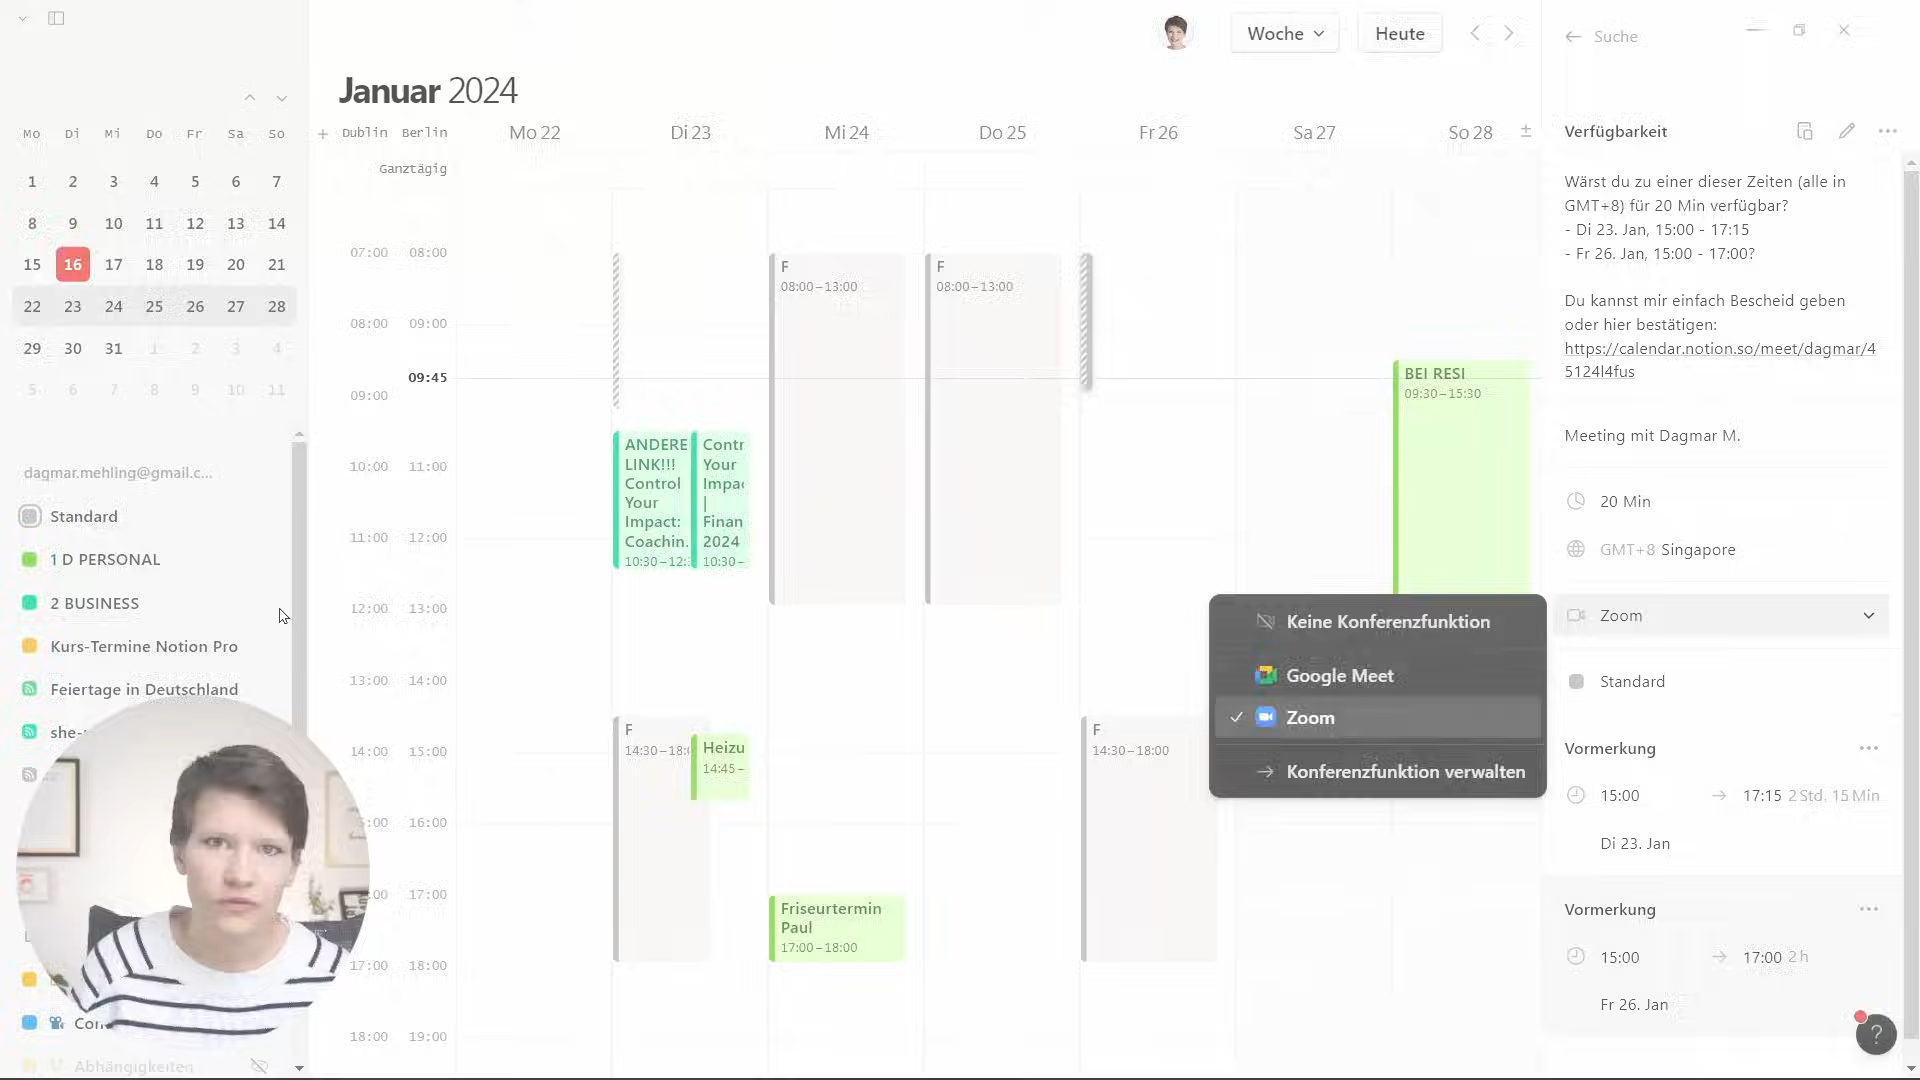 Woche
Heute
Suche
Januar 2024
Mo Di Mi Do Fr Sa So
1 2 3 4 5 6 7
8 9 10 11 12 13 14
15 16 17 18 19 20 21
22 23 24 25 26 27 28
29 30 31 1 2 3 4
5 6 7 8 9 10 11
dagmar.mehling@gmail.c...
Standard
1 D PERSONAL
2 BUSINESS
Kurs-Termine Notion Pro
Feiertage in Deutschland
she-
Con
Abhängigkeiten
+ Dublin Berlin
Mo 22 Di 23 Mi 24 Do 25 Fr 26 Sa 27 So 28
Ganztägig
07:00 08:00
08:00 09:00
09:45
09:00
10:00 11:00
11:00 12:00
12:00 13:00
13:00 14:00
14:00 15:00
5:00 16:00
:00 17:00
17:00 18:00
18:00 19:00
ANDERE
LINK!!!
Control
Your
Impact:
Coachin.
10:30–12:
Contr
Your
Impac
|
Finan
2024
10:30–
F
14:30–18:
Heizu
14:45–
F
08:00–13:00
Friseurtermin
Paul
17:00–18:00
F
08:00–13:00
F
14:30–18:00
BEI RESI
09:30–15:30
Keine Konferenzfunktion
Google Meet
Zoom
Konferenzfunktion verwalten
Verfügbarkeit
Wärst du zu einer dieser Zeiten (alle in
GMT+8) für 20 Min verfügbar?
- Di 23. Jan, 15:00 - 17:15
- Fr 26. Jan, 15:00 - 17:00?
Du kannst mir einfach Bescheid geben
oder hier bestätigen:
https://calendar.notion.so/meet/dagmar/4
5124l4fus
Meeting mit Dagmar M.
20 Min
GMT+8 Singapore
Zoom
Standard
Vormerkung
15:00 → 17:15 2 Std. 15 Min
Di 23. Jan
Vormerkung
15:00 → 17:00 2 h
Fr 26. Jan
?